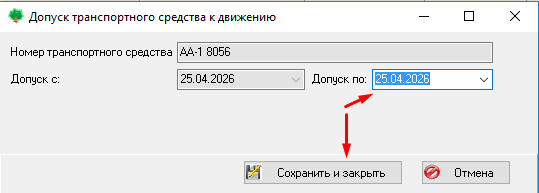 Допуск транспортного средства к движению
Номер транспортного средства АА-1 8056
Допуск с: 25.04.2026 Допуск по: 25.04.2026
Сохранить и закрыть Отмена